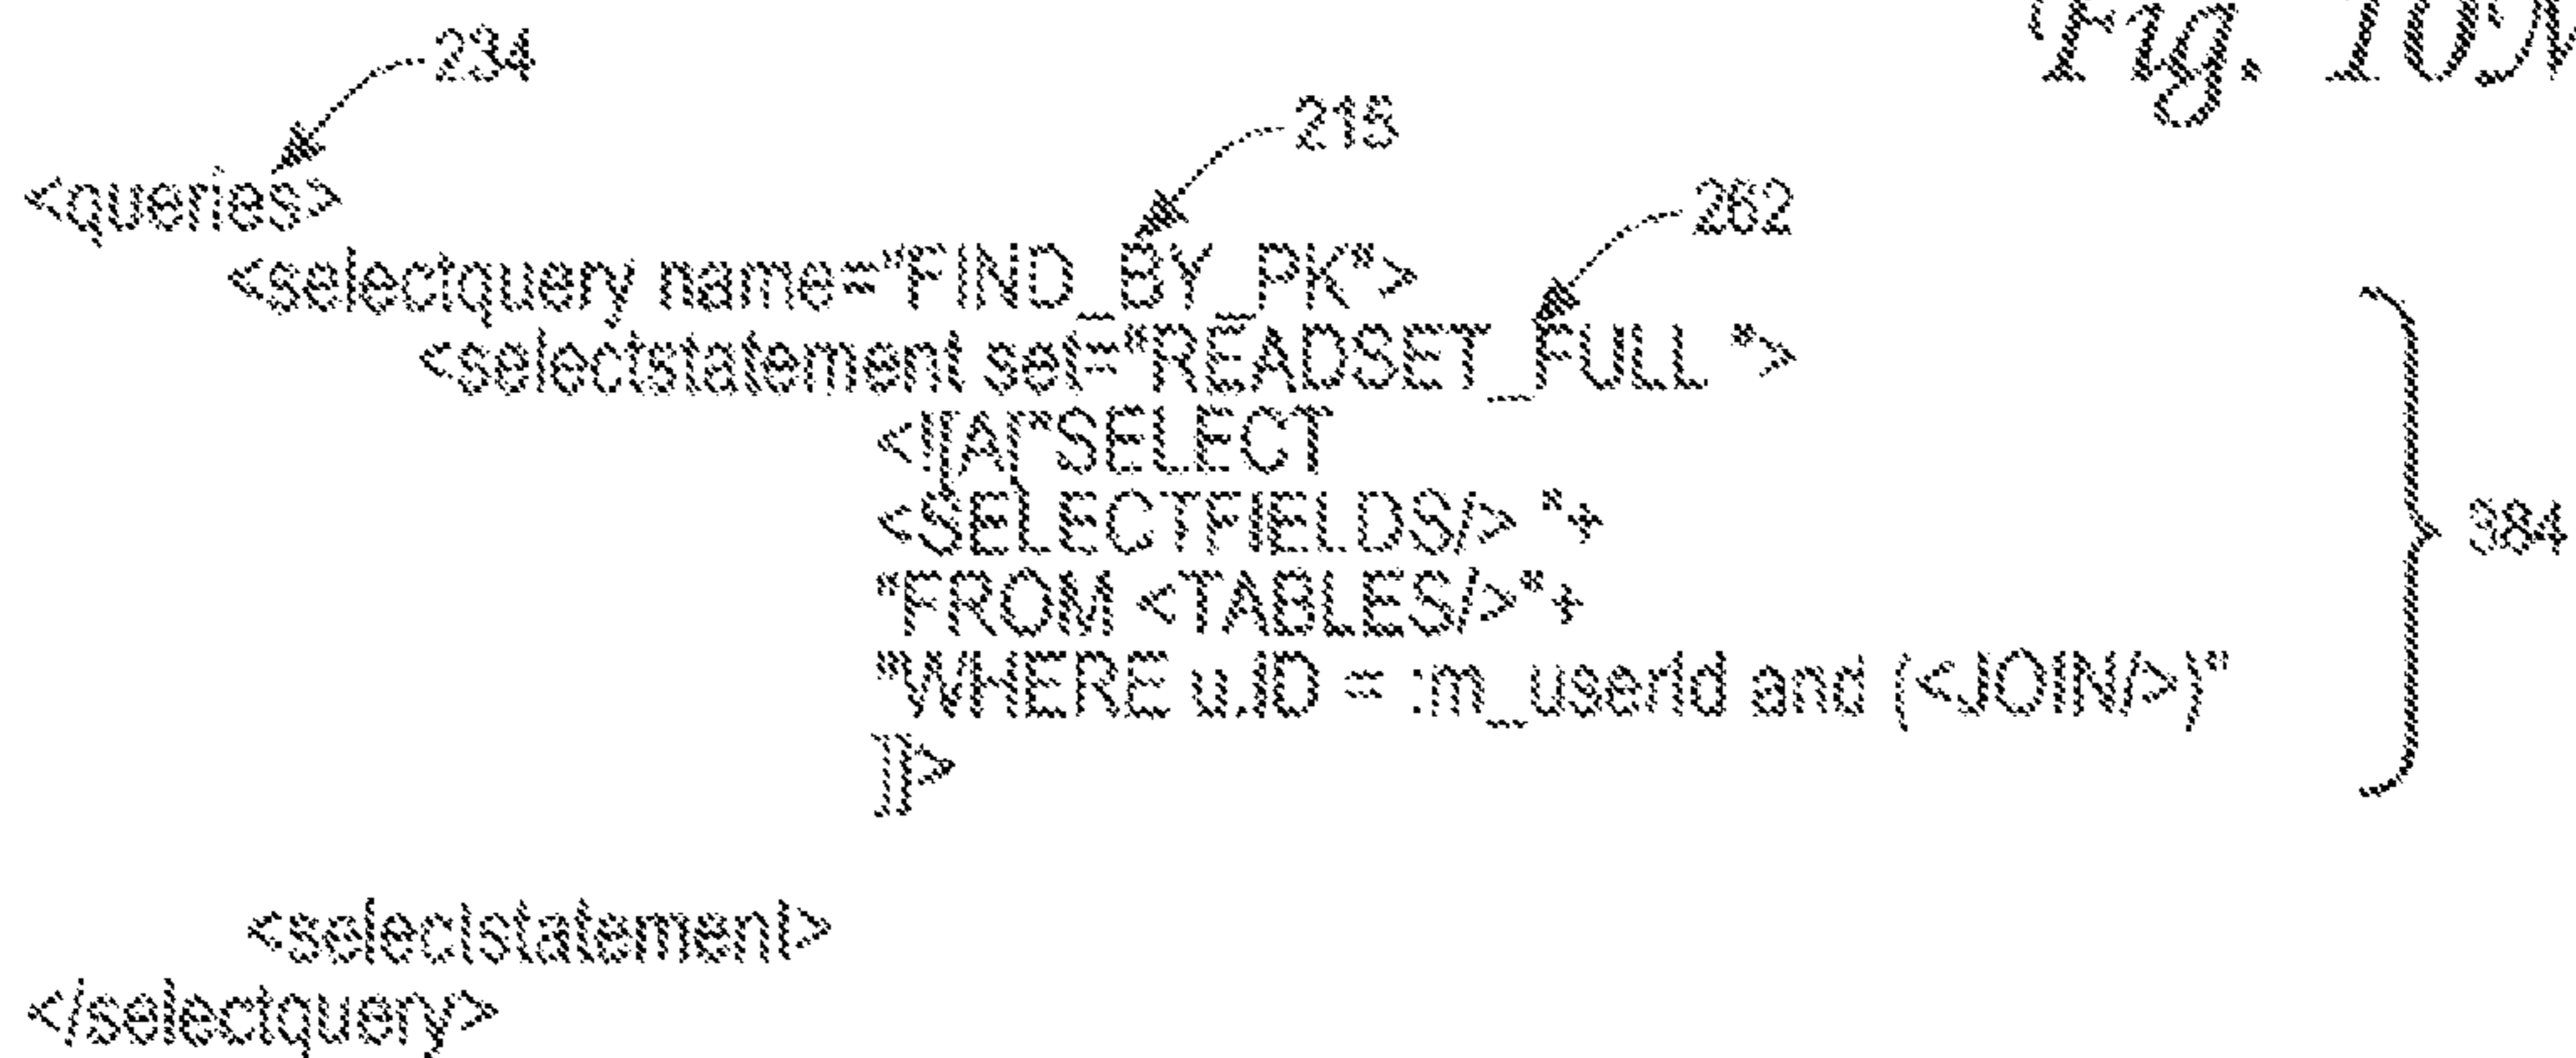 Fig. 10M
234
215
262
<queries>
<selectquery name="FIND_BY_PK">
<selectstatement set="READSET_FULL ">
<![A["SELECT
<SELECTFIELDS/> "+
"FROM <TABLES/>"+
"WHERE u.ID = :m_userId and (<JOIN/>)"
]]>
384
<selectstatement>
</selectquery>